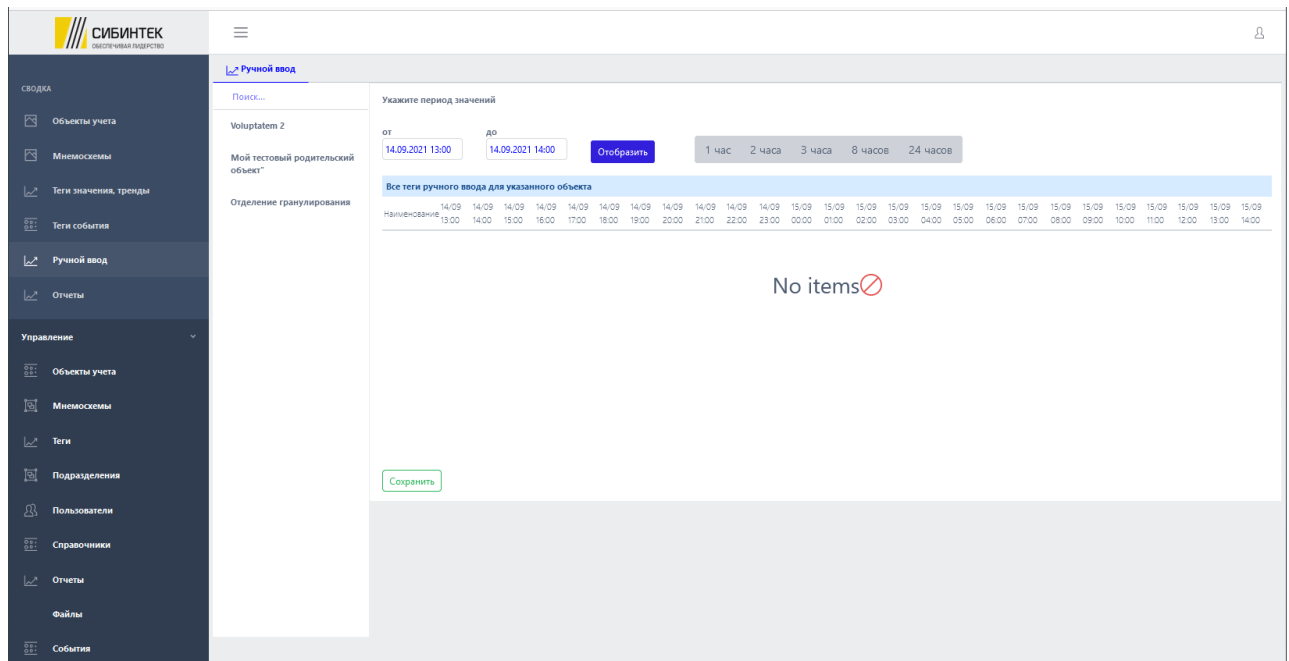 СИБИНТЕК
ОБЕСПЕЧИВАЯ ЛИДЕРСТВО
СВОДКА
Объекты учета
Мнемосхемы
Теги значения, тренды
Теги события
Ручной ввод
Отчеты
Управление
Объекты учета
Мнемосхемы
Теги
Подразделения
Пользователи
Справочники
Отчеты
Файлы
События
Ручной ввод
Поиск...
Voluptatem 2
Мой тестовый родительский
объект"
Отделение гранулирования
Укажите период значений
от до
14.09.2021 13:00 14.09.2021 14:00 Отобразить 1 час 2 часа 3 часа 8 часов 24 часов
Все теги ручного ввода для указанного объекта
Наименование 14/09 14/09 14/09 14/09 14/09 14/09 14/09 14/09 14/09 14/09 14/09 15/09 15/09 15/09 15/09 15/09 15/09 15/09 15/09 15/09 15/09 15/09 15/09 15/09 15/09 15/09
13:00 14:00 15:00 16:00 17:00 18:00 19:00 20:00 21:00 22:00 23:00 00:00 01:00 02:00 03:00 04:00 05:00 06:00 07:00 08:00 09:00 10:00 11:00 12:00 13:00 14:00
No items
Сохранить